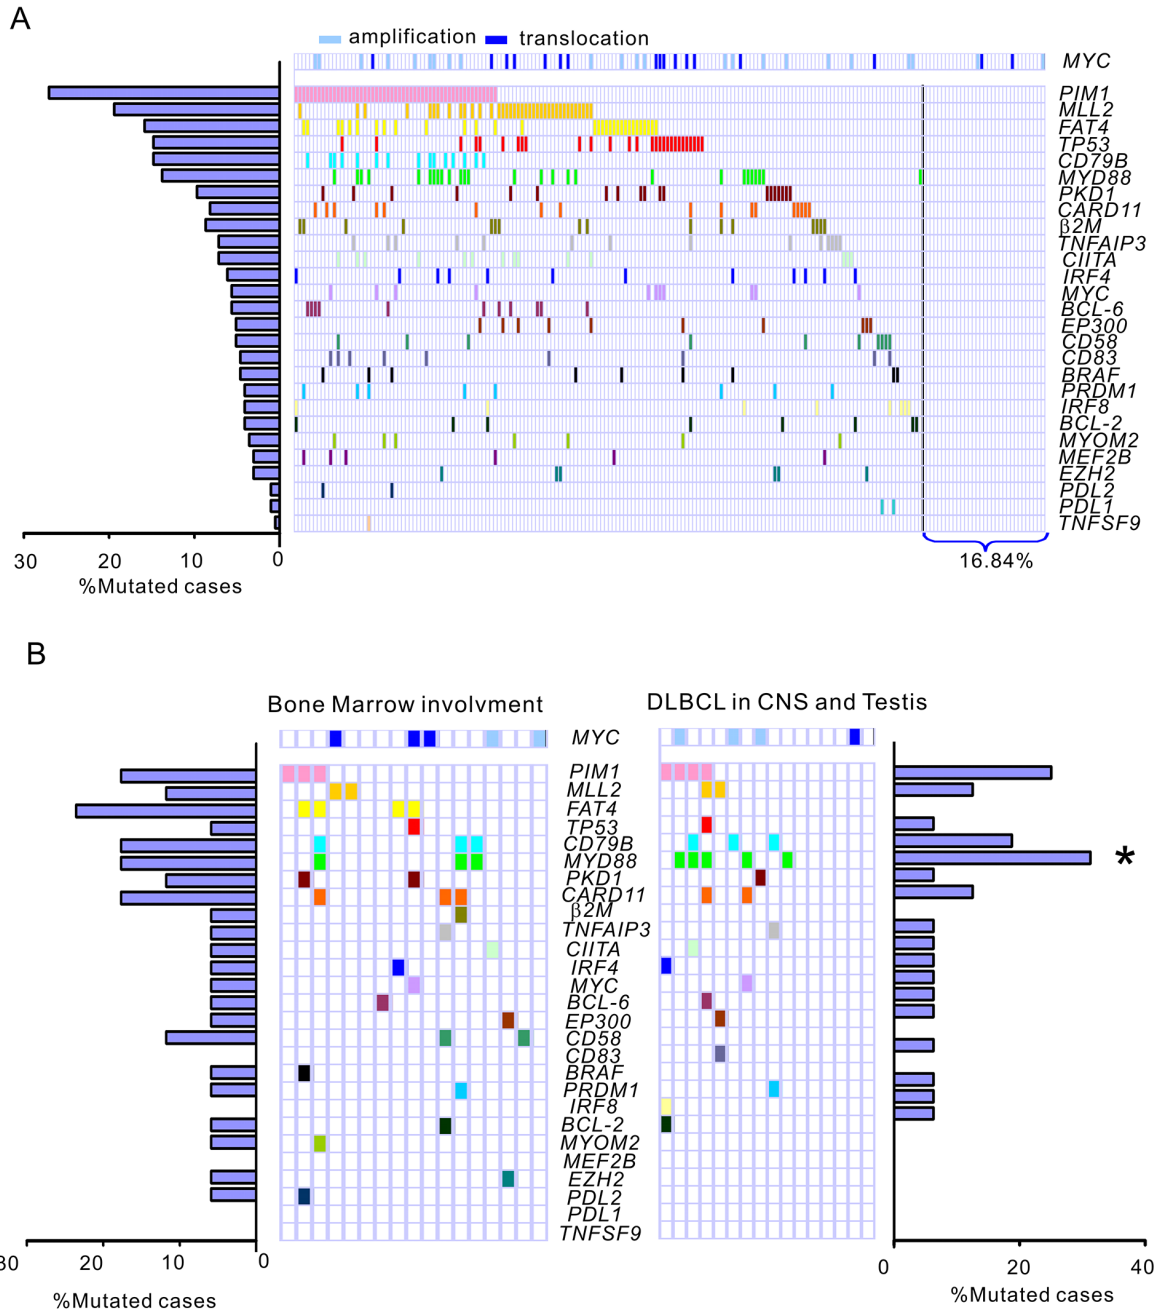 A
amplification translocation
MYC
PIM1
MLL2
FAT4
TP53
CD79B
MYD88
PKD1
CARD11
β2M
TNFAIP3
CIITA
IRF4
MYC
BCL-6
EP300
CD58
CD83
BRAF
PRDM1
IRF8
BCL-2
MYOM2
MEF2B
EZH2
PDL2
PDL1
TNFSF9
30 20 10 0
%Mutated cases
16.84%
B
Bone Marrow involvment
DLBCL in CNS and Testis
MYC
PIM1
MLL2
FAT4
TP53
CD79B
MYD88
*
PKD1
CARD11
β2M
TNFAIP3
CIITA
IRF4
MYC
BCL-6
EP300
CD58
CD83
BRAF
PRDM1
IRF8
BCL-2
MYOM2
MEF2B
EZH2
PDL2
PDL1
TNFSF9
30 20 10 0
%Mutated cases
0 20 40
%Mutated cases